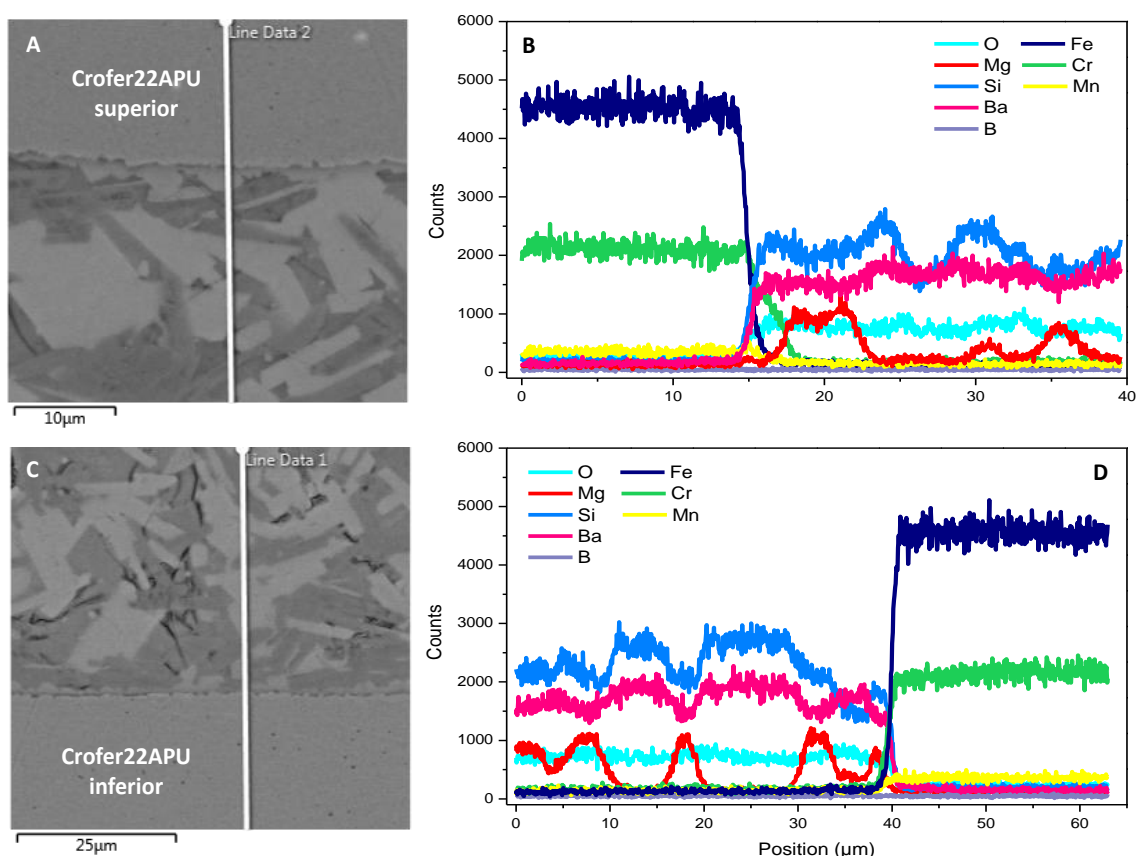 A
Line Data 2
Crofer22APU
superior
10μm
B
6000
5000
4000
3000
2000
1000
0
Counts
O Fe
Mg Cr
Si Mn
Ba
B
0 10 20 30 40
C
Line Data 1
Crofer22APU
inferior
25μm
D
6000
5000
4000
3000
2000
1000
0
Counts
O Fe
Mg Cr
Si Mn
Ba
B
0 10 20 30 40 50 60
Position (μm)